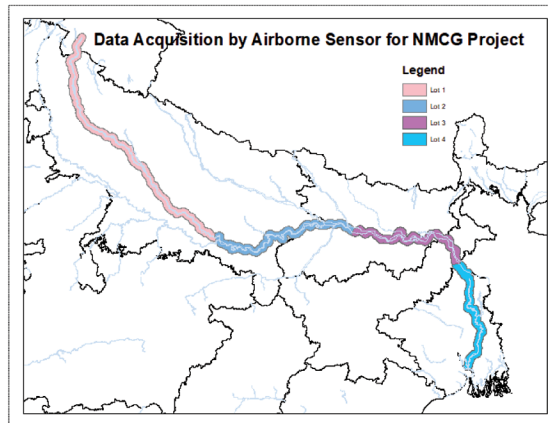 Data Acquisition by Airborne Sensor for NMCG Project
Legend
Lot 1
Lot 2
Lot 3
Lot 4